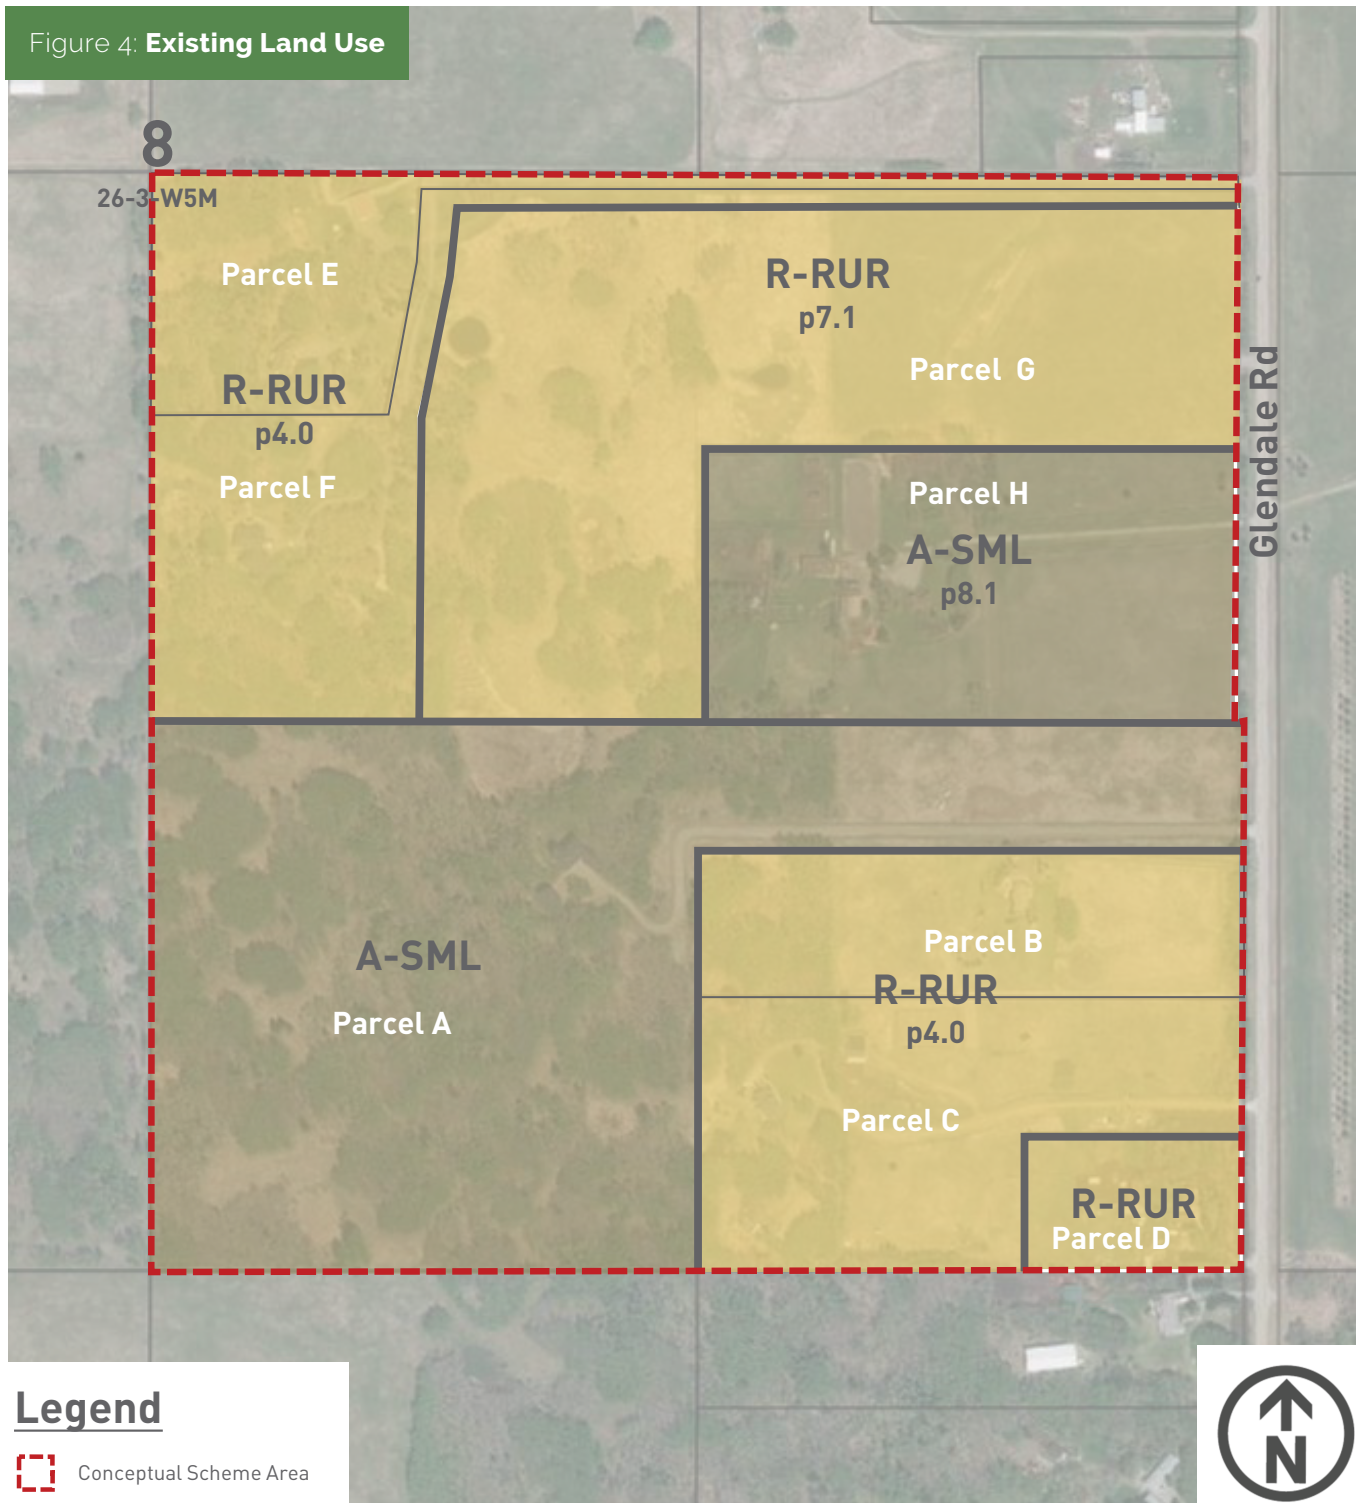 Figure 4: Existing Land Use
8
26-3-W5M
Parcel E
R-RUR
p4.0
Parcel F
R-RUR
p7.1
Parcel G
Parcel H
A-SML
p8.1
Glendale Rd
A-SML
Parcel A
Parcel B
R-RUR
p4.0
Parcel C
R-RUR
Parcel D
Legend
Conceptual Scheme Area
N